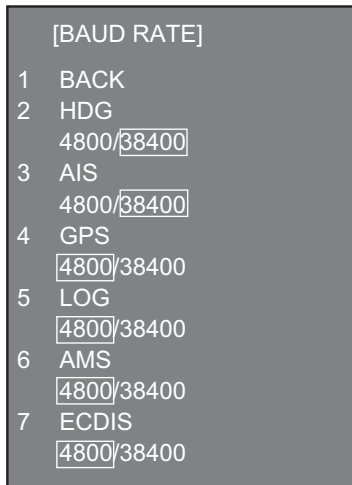 [BAUD RATE]
1 BACK
2 HDG
4800/38400
3 AIS
4800/38400
4 GPS
4800/38400
5 LOG
4800/38400
6 AMS
4800/38400
7 ECDIS
4800/38400